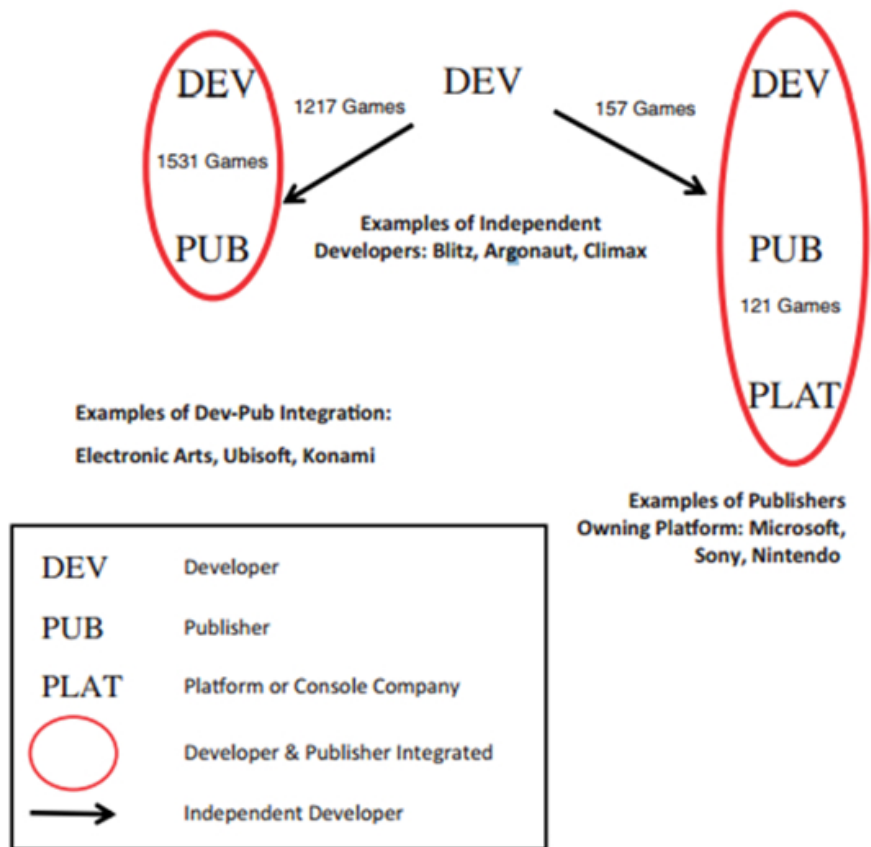 DEV
1531 Games
PUB
1217 Games
DEV
157 Games
DEV
PUB
121 Games
PLAT
Examples of Independent
Developers: Blitz, Argonaut, Climax
Examples of Dev-Pub Integration:
Electronic Arts, Ubisoft, Konami
Examples of Publishers
Owning Platform: Microsoft,
Sony, Nintendo
DEV Developer
PUB Publisher
PLAT Platform or Console Company
Developer & Publisher Integrated
Independent Developer